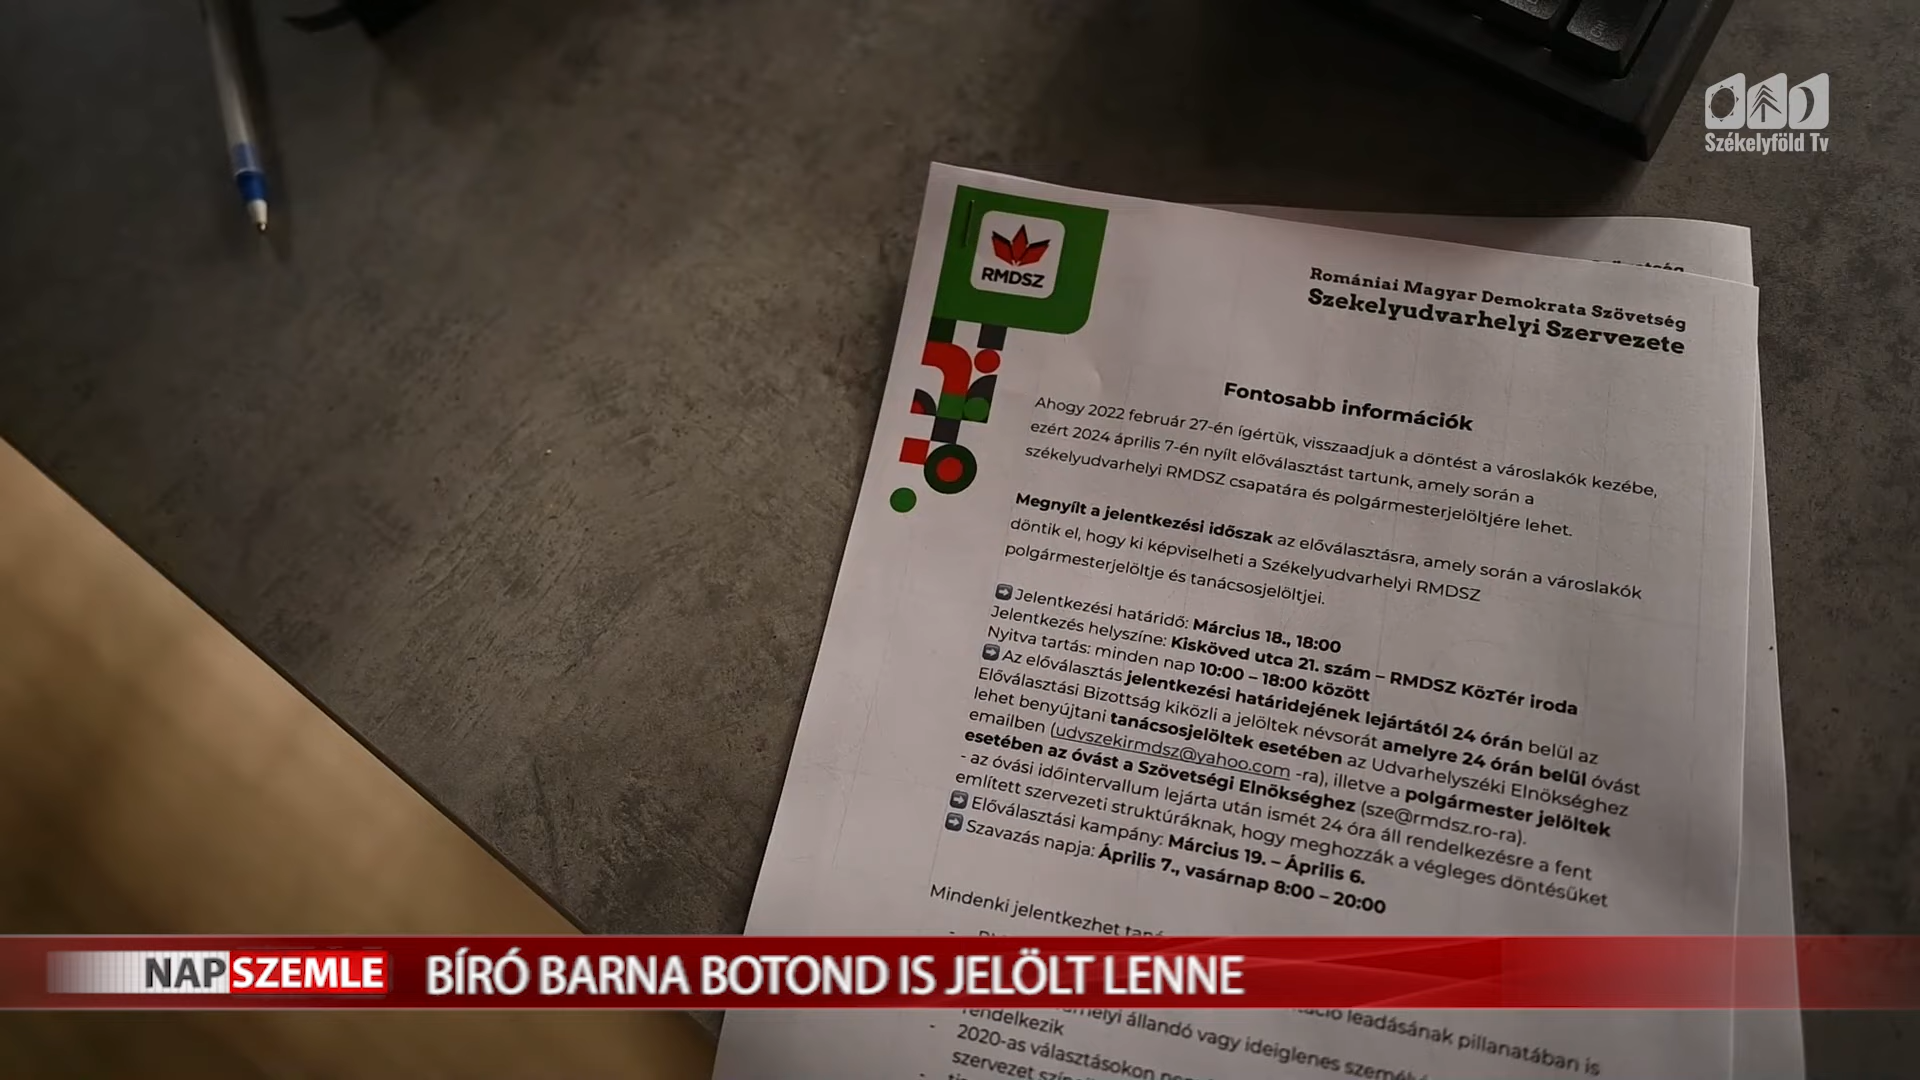 Székelyföld Tv
RMDSZ
Romániai Magyar Demokrata Szövetség
Szekelyudvarhelyi Szervezete
Fontosabb információk
Ahogy 2022 február 27-én ígértük, visszaadjuk a döntést a városlakók kezébe,
ezért 2024 április 7-én nyílt előválasztást tartunk, amely során a
székelyudvarhelyi RMDSZ csapatára és polgármesterjelöltjére lehet.
Megnyílt a jelentkezési időszak az előválasztásra, amely során a városlakók
döntik el, hogy ki képviselheti a Székelyudvarhelyi RMDSZ
polgármesterjelöltje és tanácsosjelöltjei.
➡ Jelentkezési határidő: Március 18., 18:00
Jelentkezés helyszíne: Kisköved utca 21. szám – RMDSZ KözTér iroda
Nyitva tartás: minden nap 10:00 – 18:00 között
➡ Az előválasztás jelentkezési határidejének lejártától 24 órán belül az
Előválasztási Bizottság kiközli a jelöltek névsorát amelyre 24 órán belül óvást
lehet benyújtani tanácsosjelöltek esetében az Udvarhelyszéki Elnökséghez
emailben (udvszekirmdsz@yahoo.com -ra), illetve a polgármester jelöltek
esetében az óvást a Szövetségi Elnökséghez (sze@rmdsz.ro-ra).
- az óvási időintervallum lejárta után ismét 24 óra áll rendelkezésre a fent
említett szervezeti struktúráknak, hogy meghozzák a végleges döntésüket
➡ Előválasztási kampány: Március 19. – Április 6.
➡ Szavazás napja: Április 7., vasárnap 8:00 – 20:00
Mindenki jelentkezhet
NAPSZEMLE BÍRÓ BARNA BOTOND IS JELÖLT LENNE
leadásának pillanatában is
állandó vagy ideiglenes
rendelkezik
- 2020-as választásokon
szervezet